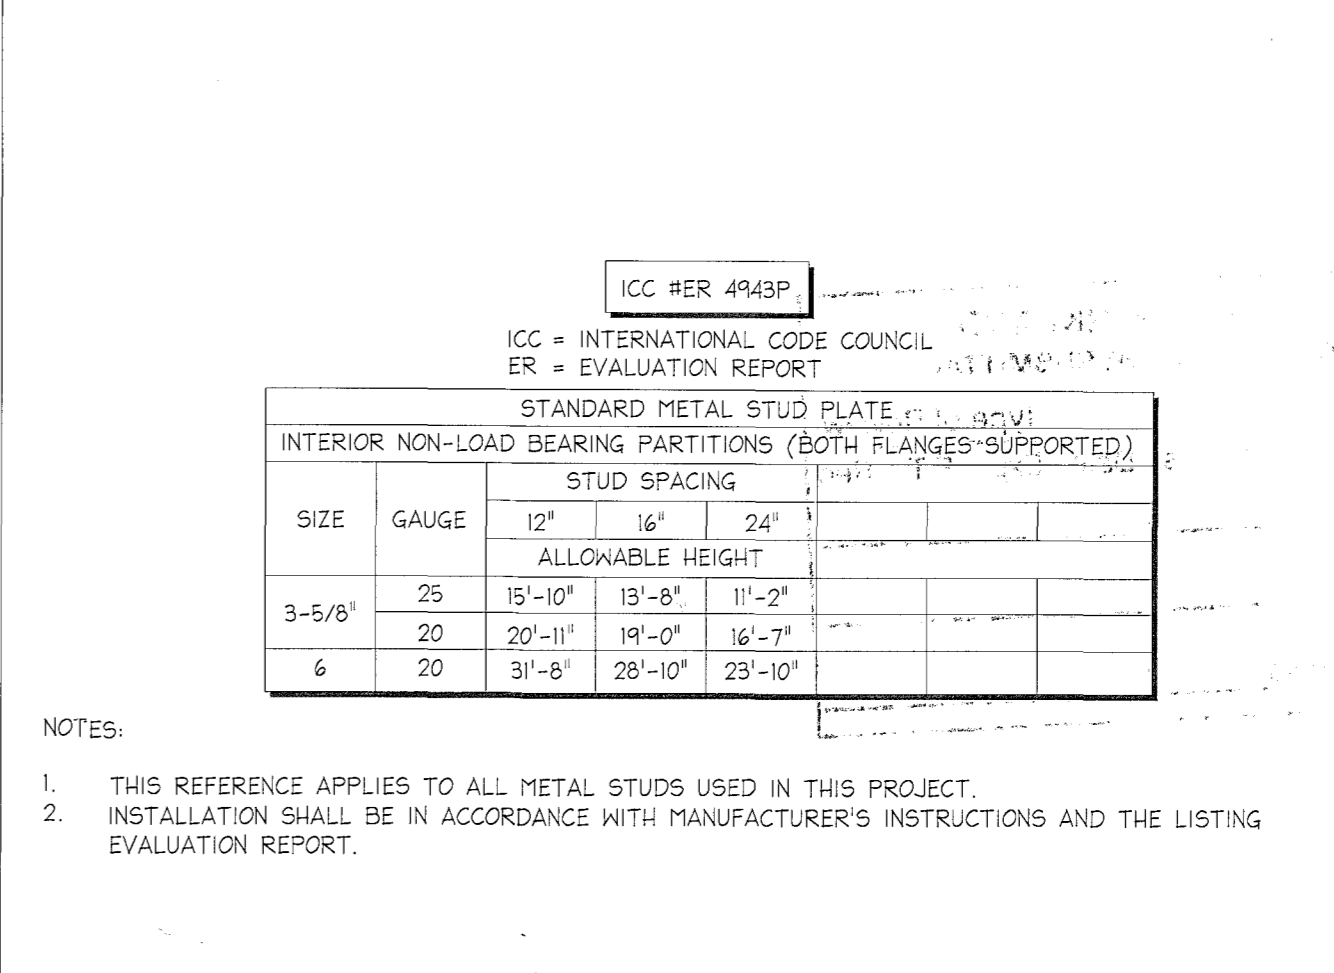 ICC #ER 4943P
ICC = INTERNATIONAL CODE COUNCIL
ER = EVALUATION REPORT
STANDARD METAL STUD PLATE
INTERIOR NON-LOAD BEARING PARTITIONS (BOTH FLANGES SUPPORTED)
SIZE GAUGE STUD SPACING
12" 16" 24"
ALLOWABLE HEIGHT
3-5/8" 25 15'-10" 13'-8" 11'-2"
20 20'-11" 19'-0" 16'-7"
6 20 31'-8" 28'-10" 23'-10"
NOTES:
1. THIS REFERENCE APPLIES TO ALL METAL STUDS USED IN THIS PROJECT.
2. INSTALLATION SHALL BE IN ACCORDANCE WITH MANUFACTURER'S INSTRUCTIONS AND THE LISTING
EVALUATION REPORT.